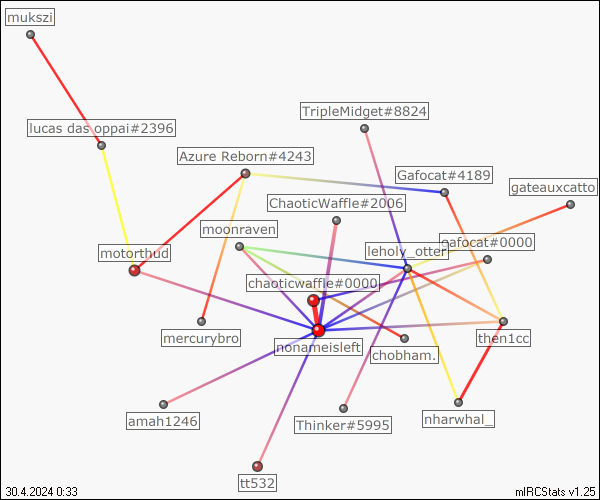 mukszi
lucas das oppai#2396
TripleMidget#8824
Azure Reborn#4243
Gafocat#4189
gateauxcatto
ChaoticWaffle#2006
moonraven
gafocat#0000
leholy_otter
motorthud
chaoticwaffle#0000
mercurybro
nonameisleft
then1cc
chobham.
amah1246
Thinker#5995
nharwhal_
tt532
30.4.2024 0:33
mIRCStats v1.25